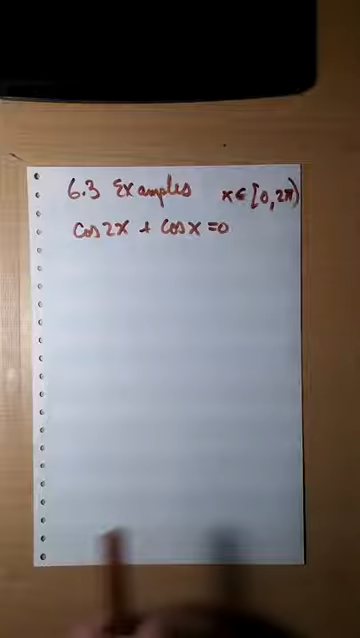 6.3 Examples x ∈ [0, 2π)
cos 2x + cos x = 0